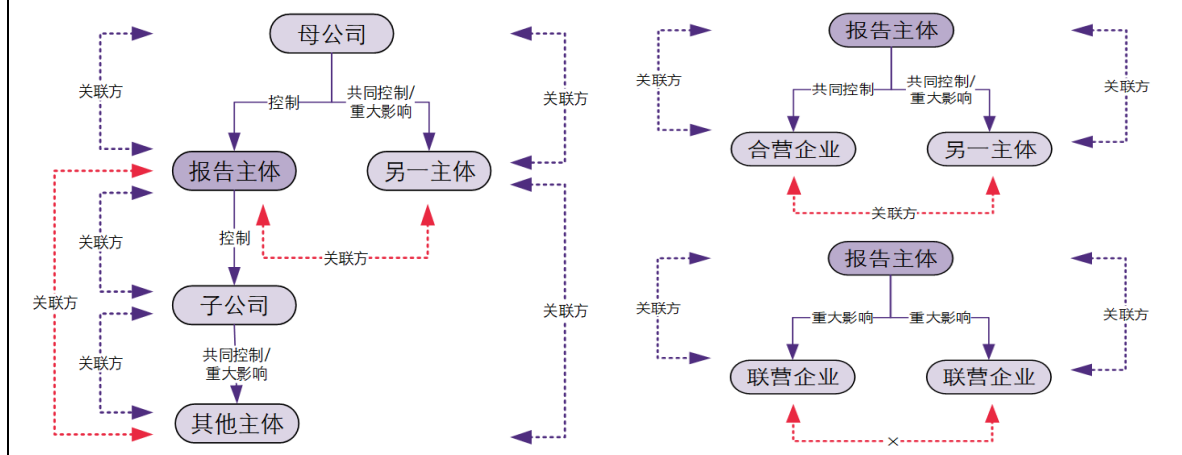 母公司
关联方
控制
共同控制/
重大影响
关联方
报告主体
另一主体
关联方
控制
关联方
关联方
子公司
关联方
共同控制/
重大影响
关联方
其他主体
报告主体
关联方
共同控制
共同控制/
重大影响
关联方
合营企业
另一主体
关联方
报告主体
关联方
重大影响
重大影响
关联方
联营企业
联营企业
×